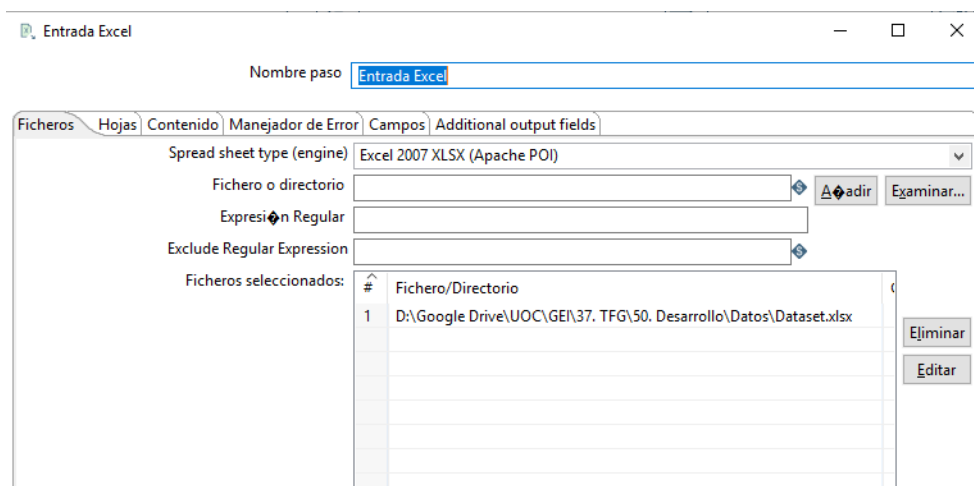 Entrada Excel
Nombre paso Entrada Excel
Ficheros Hojas Contenido Manejador de Error Campos Additional output fields
Spread sheet type (engine) Excel 2007 XLSX (Apache POI)
Fichero o directorio A�adir Examinar...
Expresi�n Regular
Exclude Regular Expression
Ficheros seleccionados: # Fichero/Directorio
1 D:\Google Drive\UOC\GEI\37. TFG\50. Desarrollo\Datos\Dataset.xlsx
Eliminar
Editar